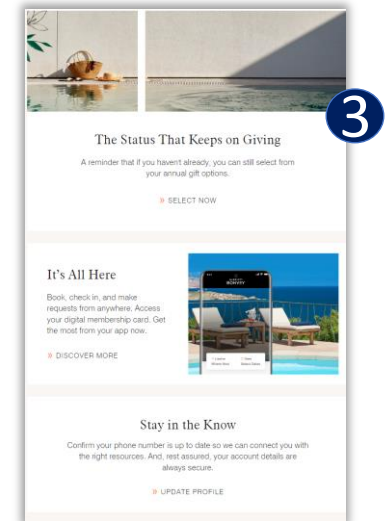 3
The Status That Keeps on Giving
A reminder that if you haven't already, you can still select from
your annual gift options.
» SELECT NOW
It's All Here
Book, check in, and make
requests from anywhere. Access
your digital membership card. Get
the most from your app now.
» DISCOVER MORE
BONVOY
Stay in the Know
Confirm your phone number is up to date so we can connect you with
the right resources. And, rest assured, your account details are
always secure.
» UPDATE PROFILE